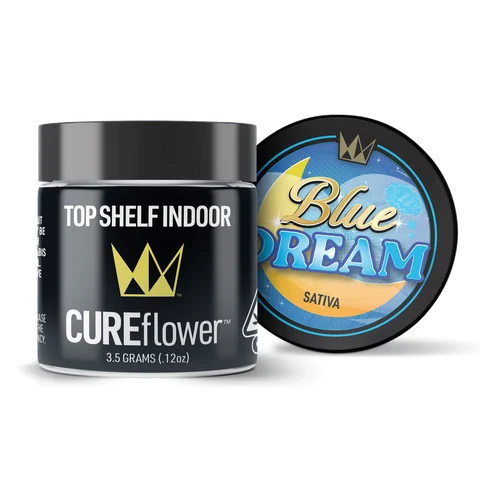 TOP SHELF INDOOR
CUREflower™
3.5 GRAMS (.12oz)
Blue
DREAM
SATIVA